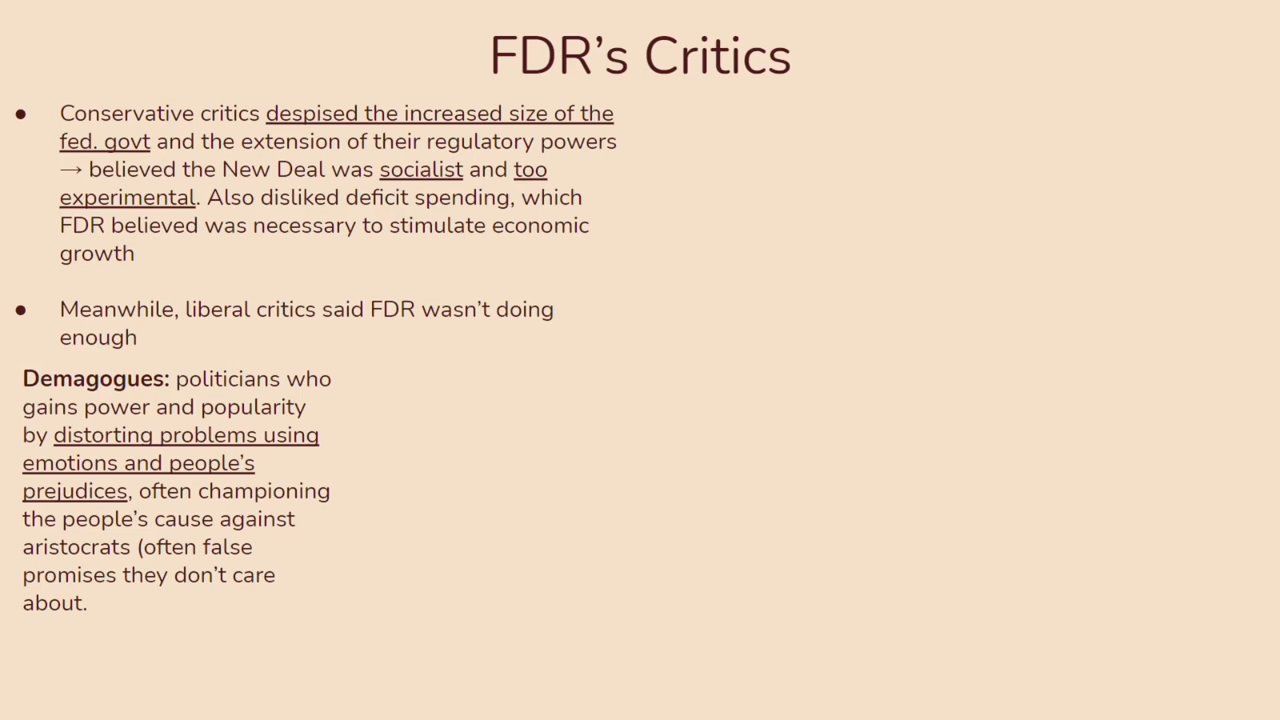 FDR’s Critics
● Conservative critics despised the increased size of the
fed. govt and the extension of their regulatory powers
→ believed the New Deal was socialist and too
experimental. Also disliked deficit spending, which
FDR believed was necessary to stimulate economic
growth
● Meanwhile, liberal critics said FDR wasn’t doing
enough
Demagogues: politicians who
gains power and popularity
by distorting problems using
emotions and people’s
prejudices, often championing
the people’s cause against
aristocrats (often false
promises they don’t care
about.